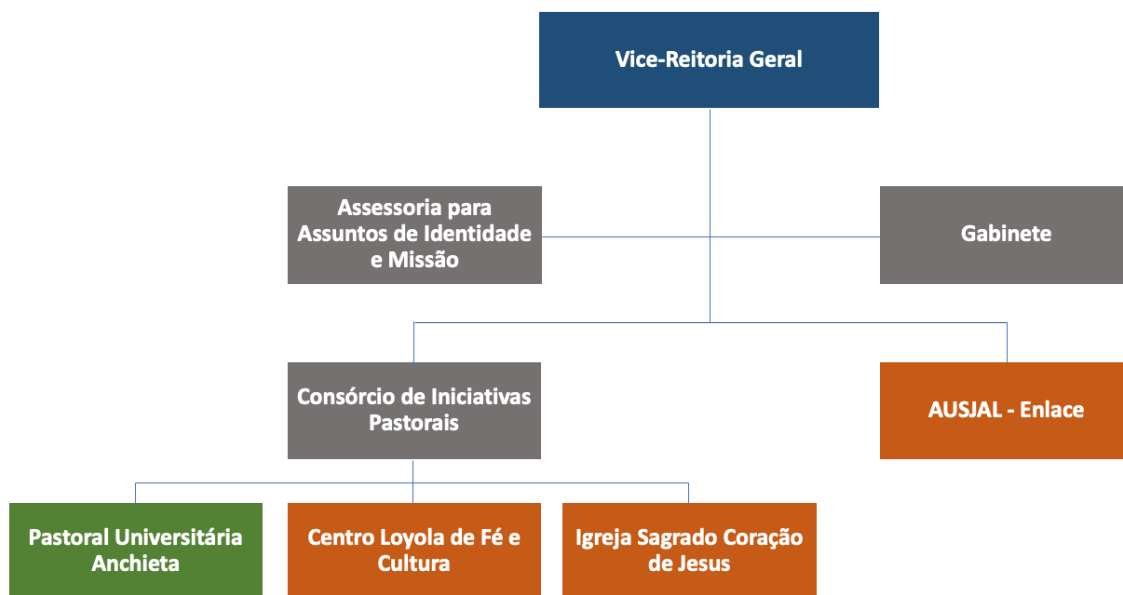 Vice-Reitoria Geral
Assessoria para
Assuntos de Identidade
e Missão
Gabinete
Consórcio de Iniciativas
Pastorais
AUSJAL - Enlace
Pastoral Universitária
Anchieta
Centro Loyola de Fé e
Cultura
Igreja Sagrado Coração
de Jesus